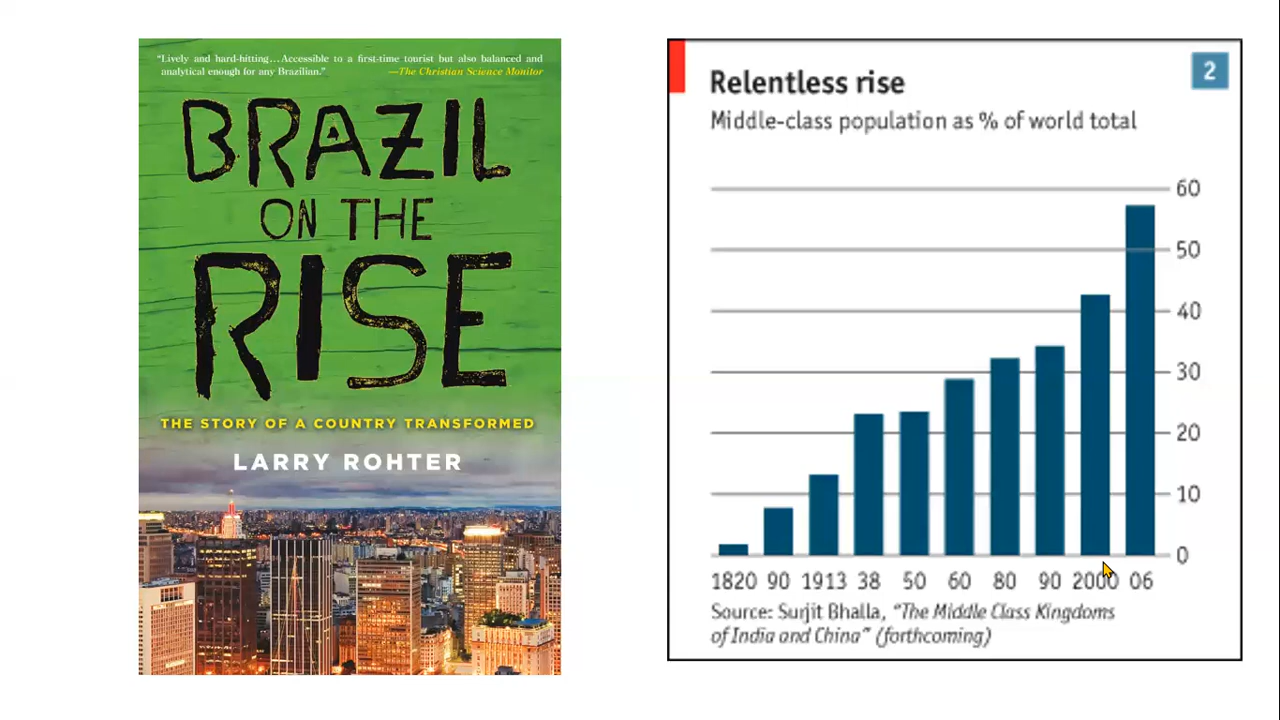 “Lively and hard-hitting...Accessible to a first-time tourist but also balanced and
analytical enough for any Brazilian.” —The Christian Science Monitor
BRAZIL
ON THE
RISE
THE STORY OF A COUNTRY TRANSFORMED
LARRY ROHTER
Relentless rise
2
Middle-class population as % of world total
60
50
40
30
20
10
0
1820 90 1913 38 50 60 80 90 2000 06
Source: Surjit Bhalla, “The Middle Class Kingdoms
of India and China” (forthcoming)